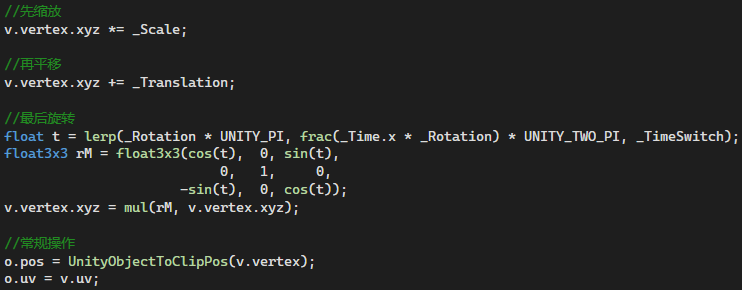 //先缩放
v.vertex.xyz *= _Scale;
//再平移
v.vertex.xyz += _Translation;
//最后旋转
float t = lerp(_Rotation * UNITY_PI, frac(_Time.x * _Rotation) * UNITY_TWO_PI, _TimeSwitch);
float3x3 rM = float3x3(cos(t), 0, sin(t),
0, 1, 0,
-sin(t), 0, cos(t));
v.vertex.xyz = mul(rM, v.vertex.xyz);
//常规操作
o.pos = UnityObjectToClipPos(v.vertex);
o.uv = v.uv;